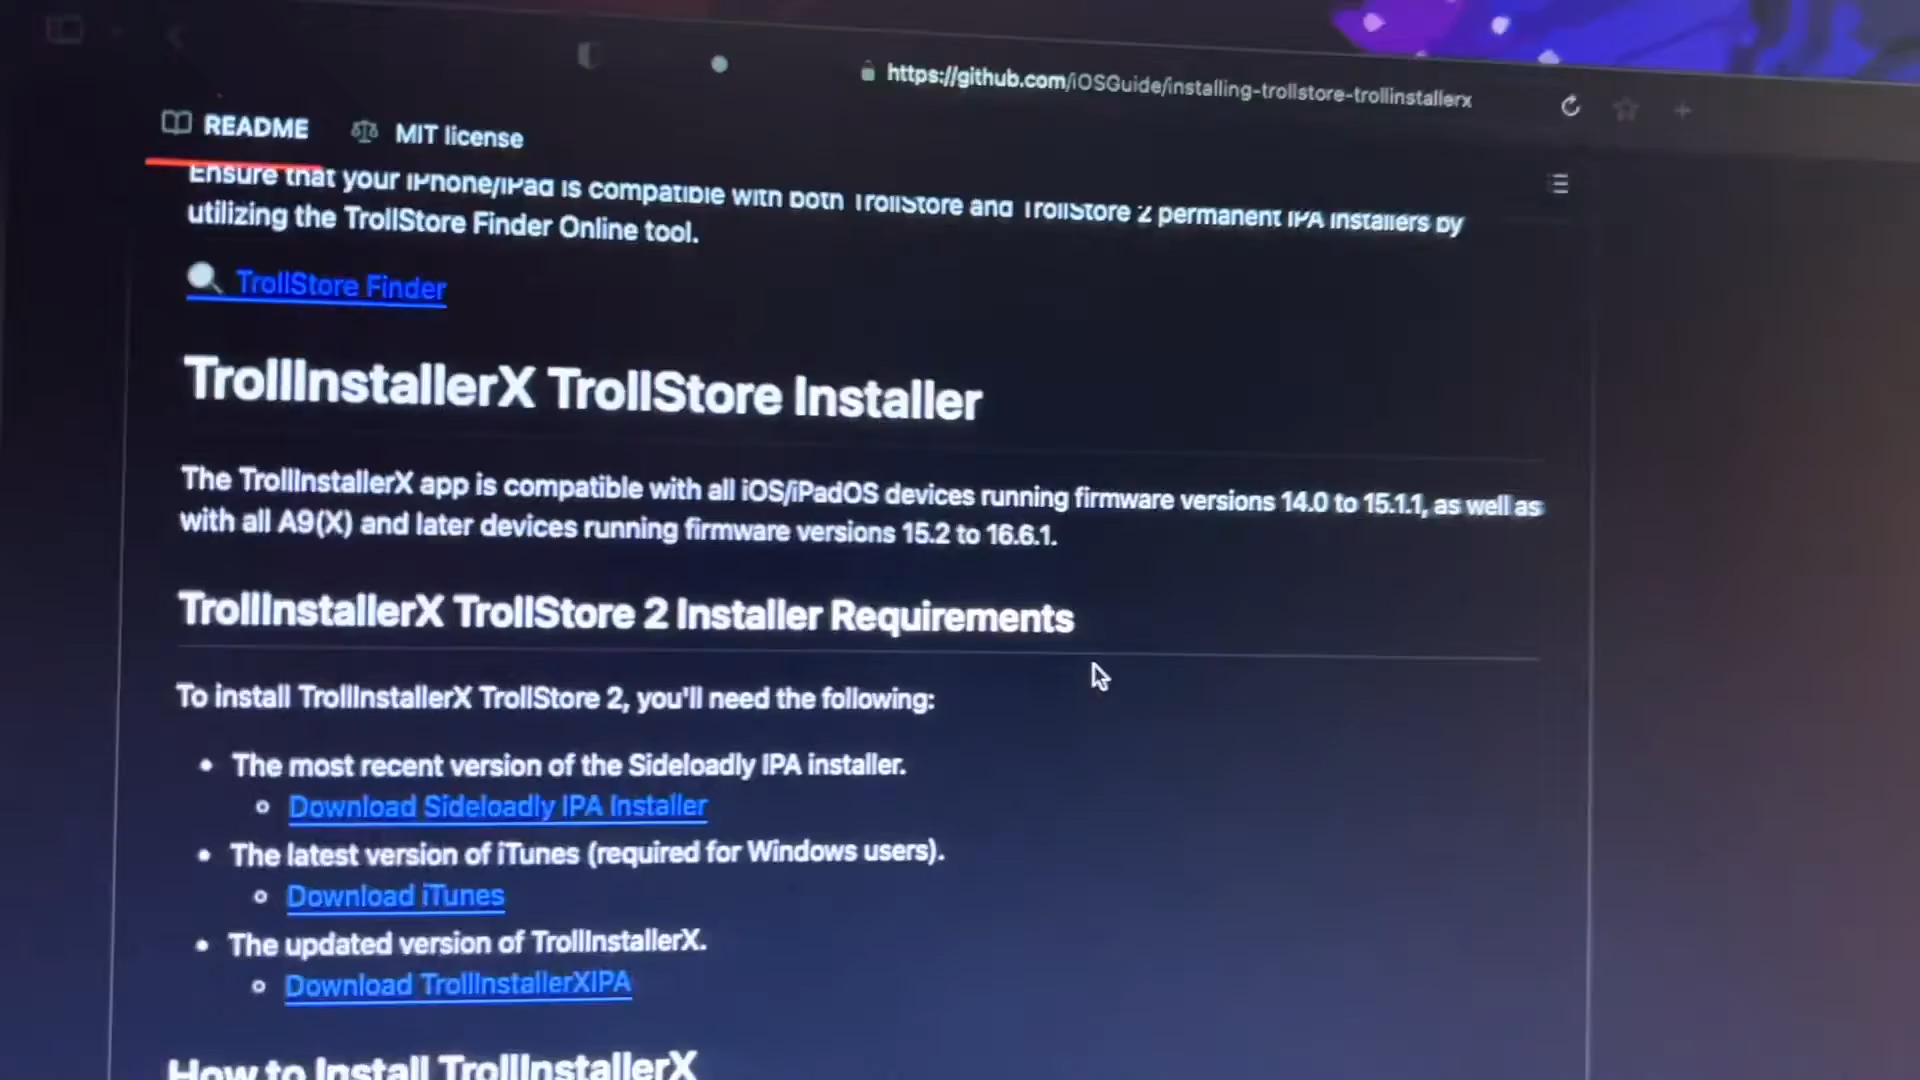 https://github.com/iOSGuide/installing-trollstore-trollinstallerx
README MIT license
Ensure that your iPhone/iPad is compatible with both TrollStore and TrollStore 2 permanent IPA installers by
utilizing the TrollStore Finder Online tool.
TrollStore Finder
TrollInstallerX TrollStore Installer
The TrollInstallerX app is compatible with all iOS/iPadOS devices running firmware versions 14.0 to 15.1.1, as well as
with all A9(X) and later devices running firmware versions 15.2 to 16.6.1.
TrollInstallerX TrollStore 2 Installer Requirements
To install TrollInstallerX TrollStore 2, you'll need the following:
• The most recent version of the Sideloadly IPA installer.
Download Sideloadly IPA Installer
• The latest version of iTunes (required for Windows users).
Download iTunes
• The updated version of TrollInstallerX.
Download TrollInstallerXIPA
How to Install TrollInstallerX